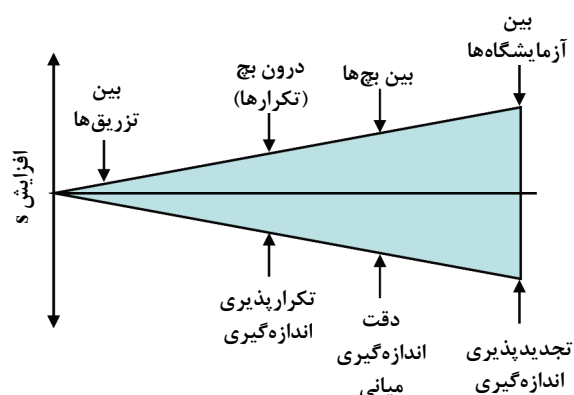 بین
آزمایشگاه‌ها
بین بچ‌ها
درون بچ
(تکرارها)
بین
تزریق‌ها
افزایش s
تکرارپذیری
اندازه‌گیری
دقت
اندازه‌گیری
میانی
تجدیدپذیری
اندازه‌گیری